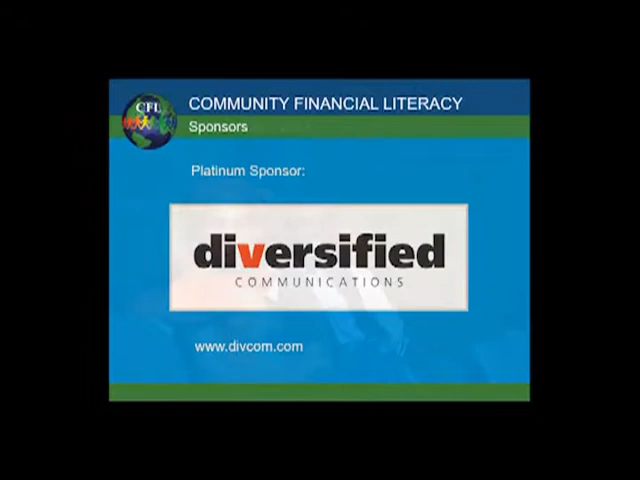 CFL
COMMUNITY FINANCIAL LITERACY
Sponsors
Platinum Sponsor:
diversified
COMMUNICATIONS
www.divcom.com